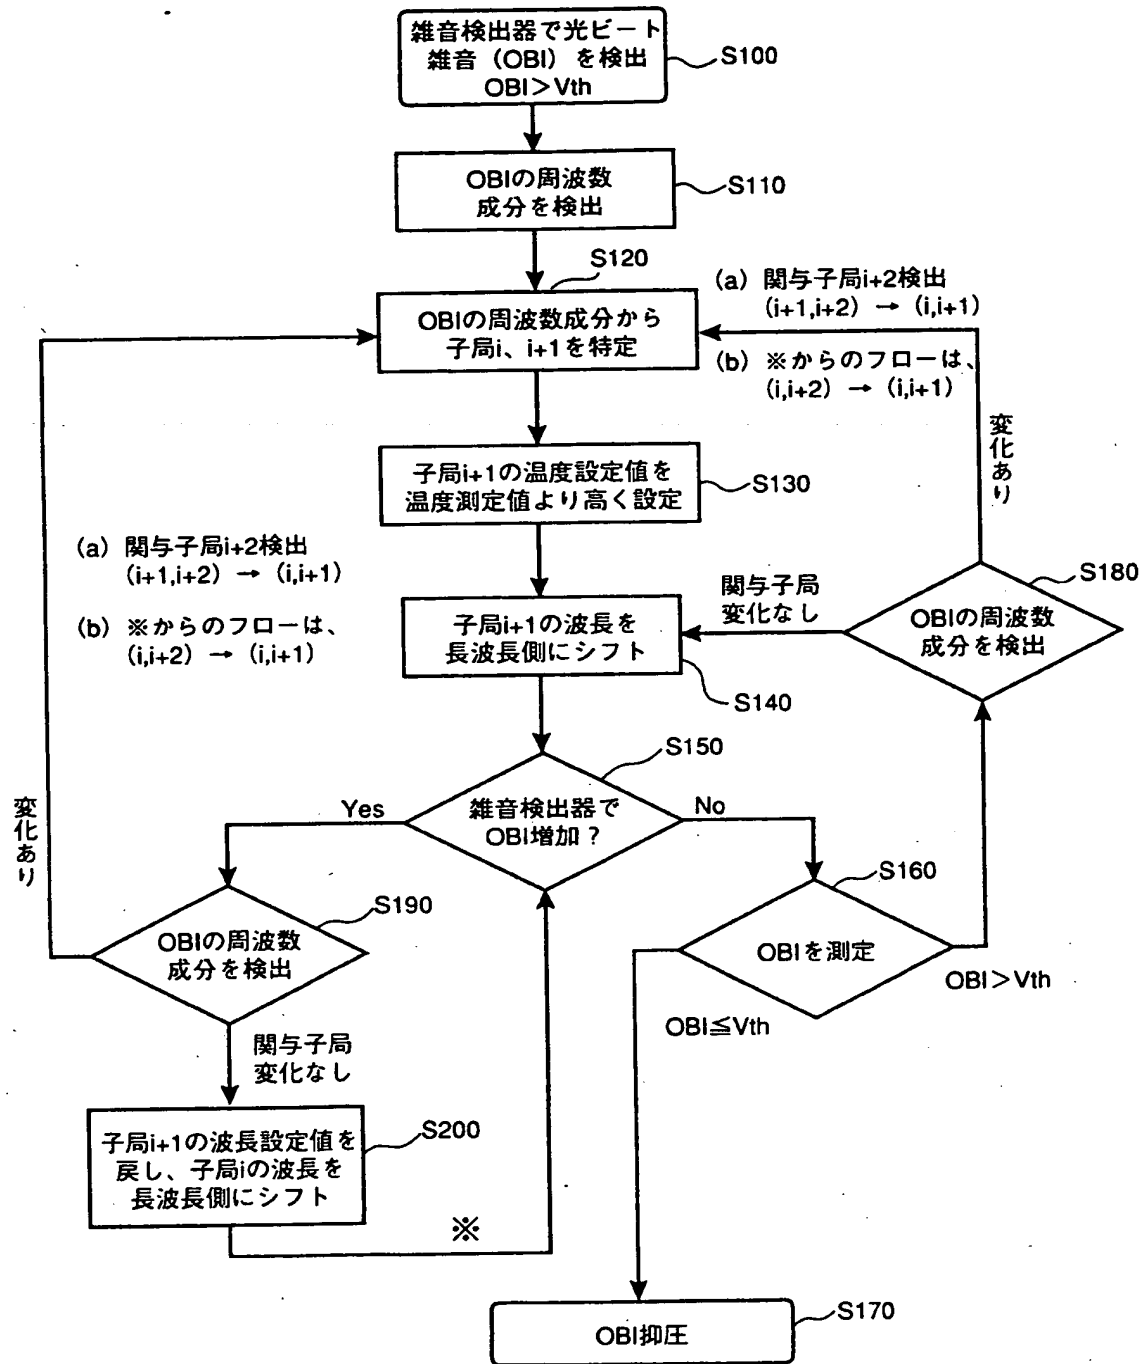 雑音検出器で光ビート
雑音（OBI）を検出
OBI＞Vth
S100
OBIの周波数
成分を検出
S110
S120
OBIの周波数成分から
子局i、i+1を特定
(a) 関与子局i+2検出
(i+1,i+2) → (i,i+1)
(b) ※からのフローは、
(i,i+2) → (i,i+1)
変化あり
子局i+1の温度設定値を
温度測定値より高く設定
S130
(a) 関与子局i+2検出
(i+1,i+2) → (i,i+1)
(b) ※からのフローは、
(i,i+2) → (i,i+1)
関与子局
変化なし
S180
OBIの周波数
成分を検出
子局i+1の波長を
長波長側にシフト
S140
S150
雑音検出器で
OBI増加？
Yes
No
変化あり
S160
OBIを測定
OBI＞Vth
OBI≦Vth
S190
OBIの周波数
成分を検出
関与子局
変化なし
S200
子局i+1の波長設定値を
戻し、子局iの波長を
長波長側にシフト
※
OBI抑圧
S170